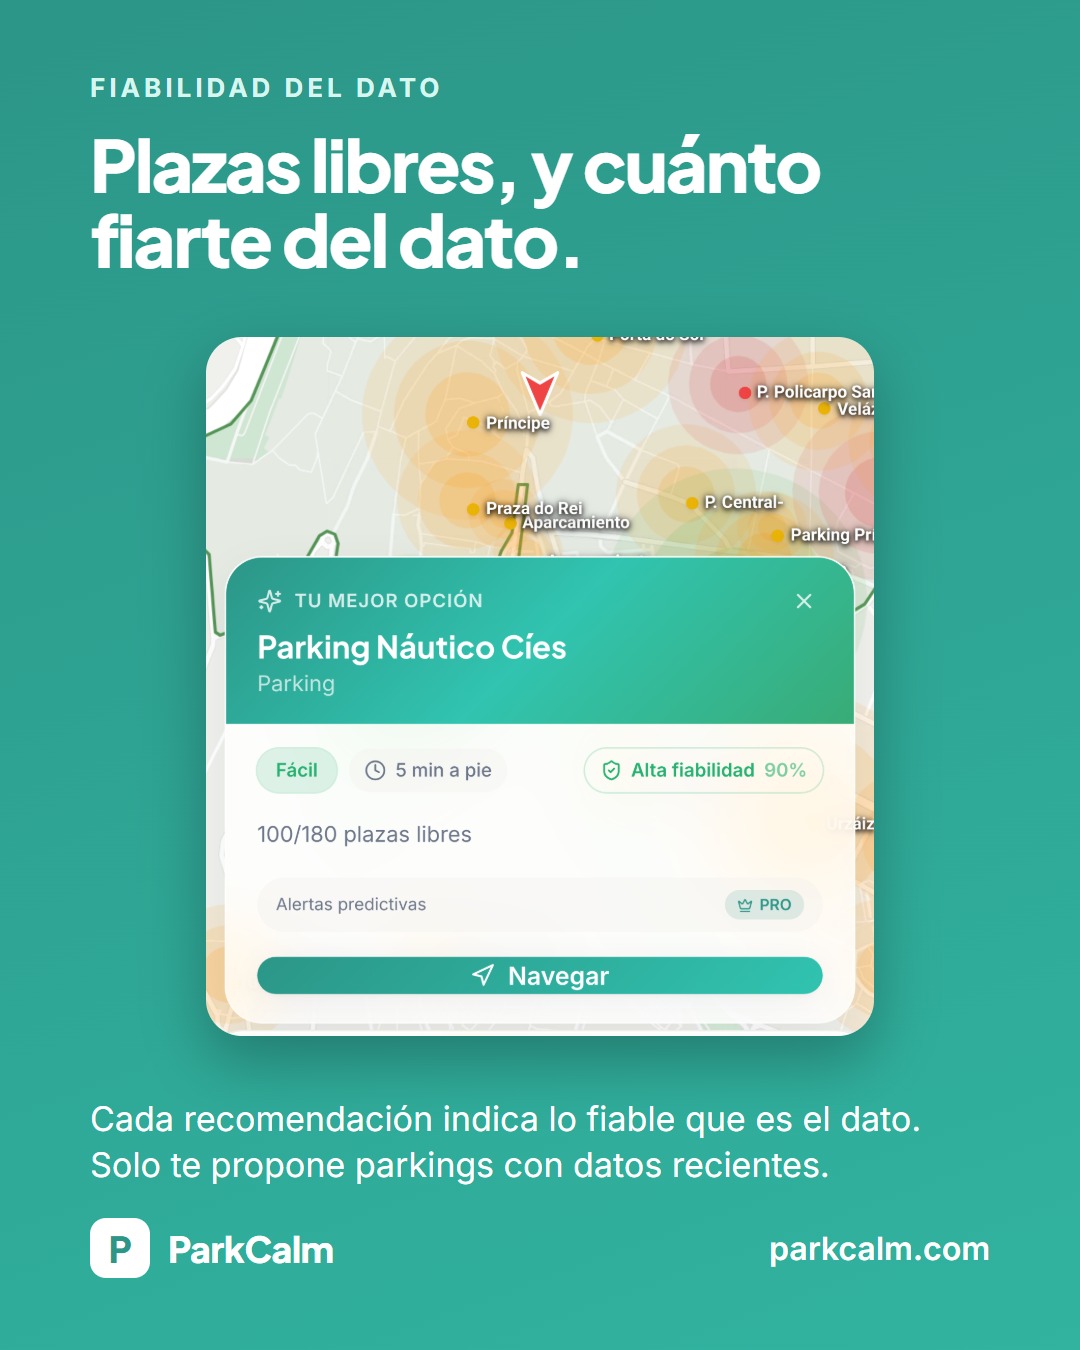 FIABILIDAD DEL DATO
Plazas libres, y cuánto
fiarte del dato.
Porta do Sol
P. Policarpo
Príncipe
Praza do Rei
Aparcamiento
P. Central-
Parking
TU MEJOR OPCIÓN
Parking Náutico Cíes
Parking
Fácil
5 min a pie
Alta fiabilidad 90%
100/180 plazas libres
Alertas predictivas
PRO
Navegar
Cada recomendación indica lo fiable que es el dato.
Solo te propone parkings con datos recientes.
P ParkCalm
parkcalm.com